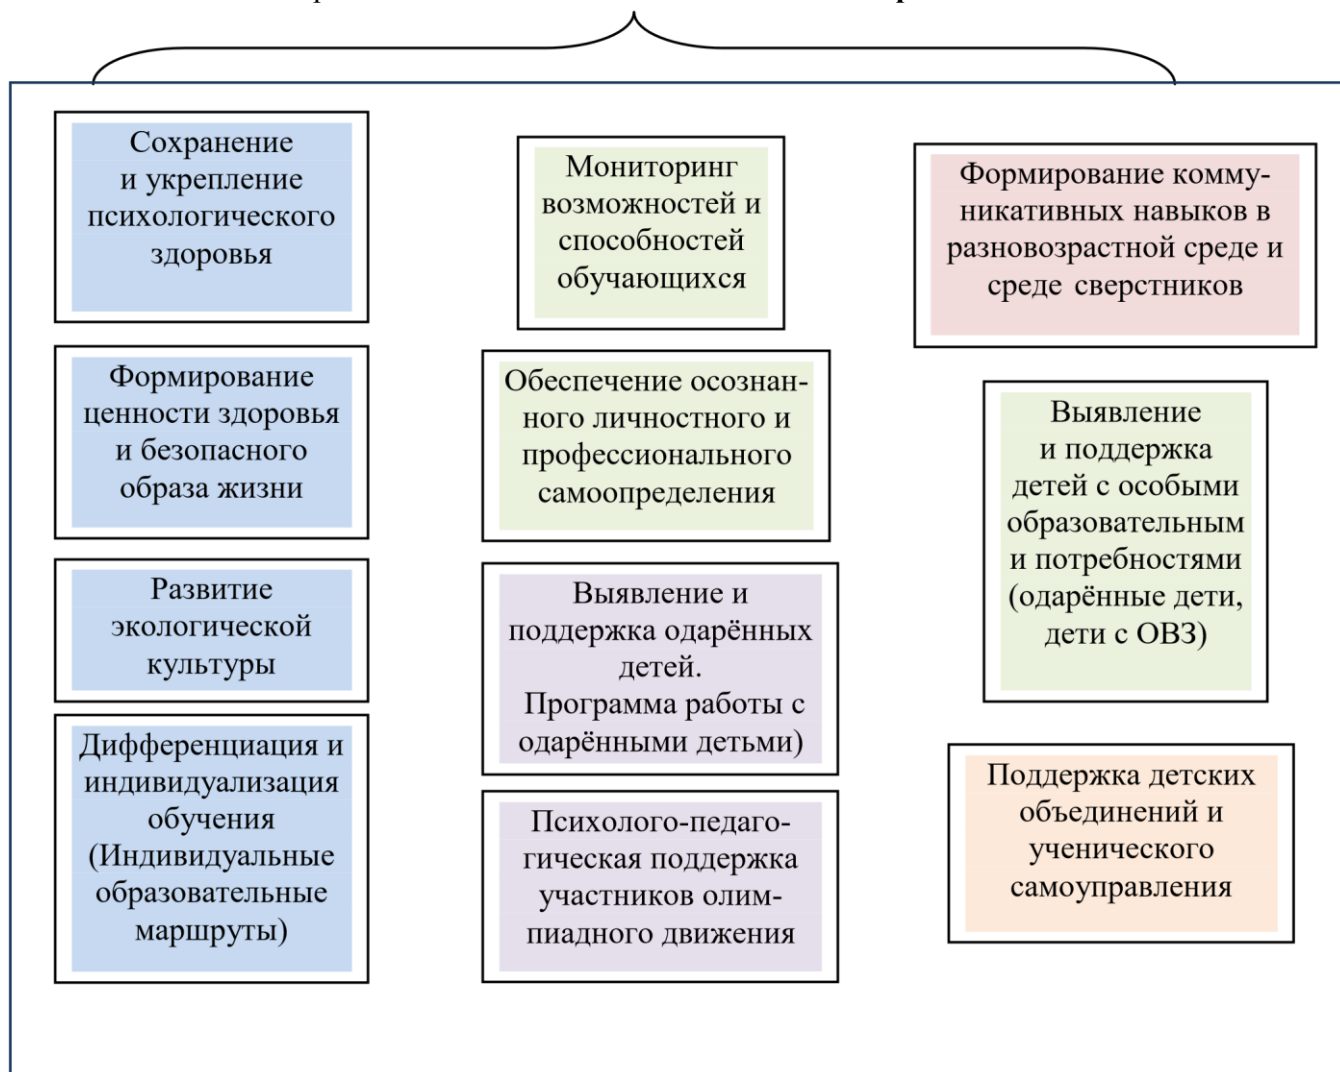 Сохранение
и укрепление
психологического
здоровья
Формирование
ценности здоровья
и безопасного
образа жизни
Развитие
экологической
культуры
Дифференциация и
индивидуализация
обучения
(Индивидуальные
образовательные
маршруты)
Мониторинг
возможностей и
способностей
обучающихся
Обеспечение осознан-
ного личностного и
профессионального
самоопределения
Выявление и
поддержка одарённых
детей.
Программа работы с
одарёнными детьми)
Психолого-педаго-
гическая поддержка
участников олим-
пиадного движения
Формирование комму-
никативных навыков в
разновозрастной среде и
среде сверстников
Выявление
и поддержка
детей с особыми
образовательным
и потребностями
(одарённые дети,
дети с ОВЗ)
Поддержка детских
объединений и
ученического
самоуправления